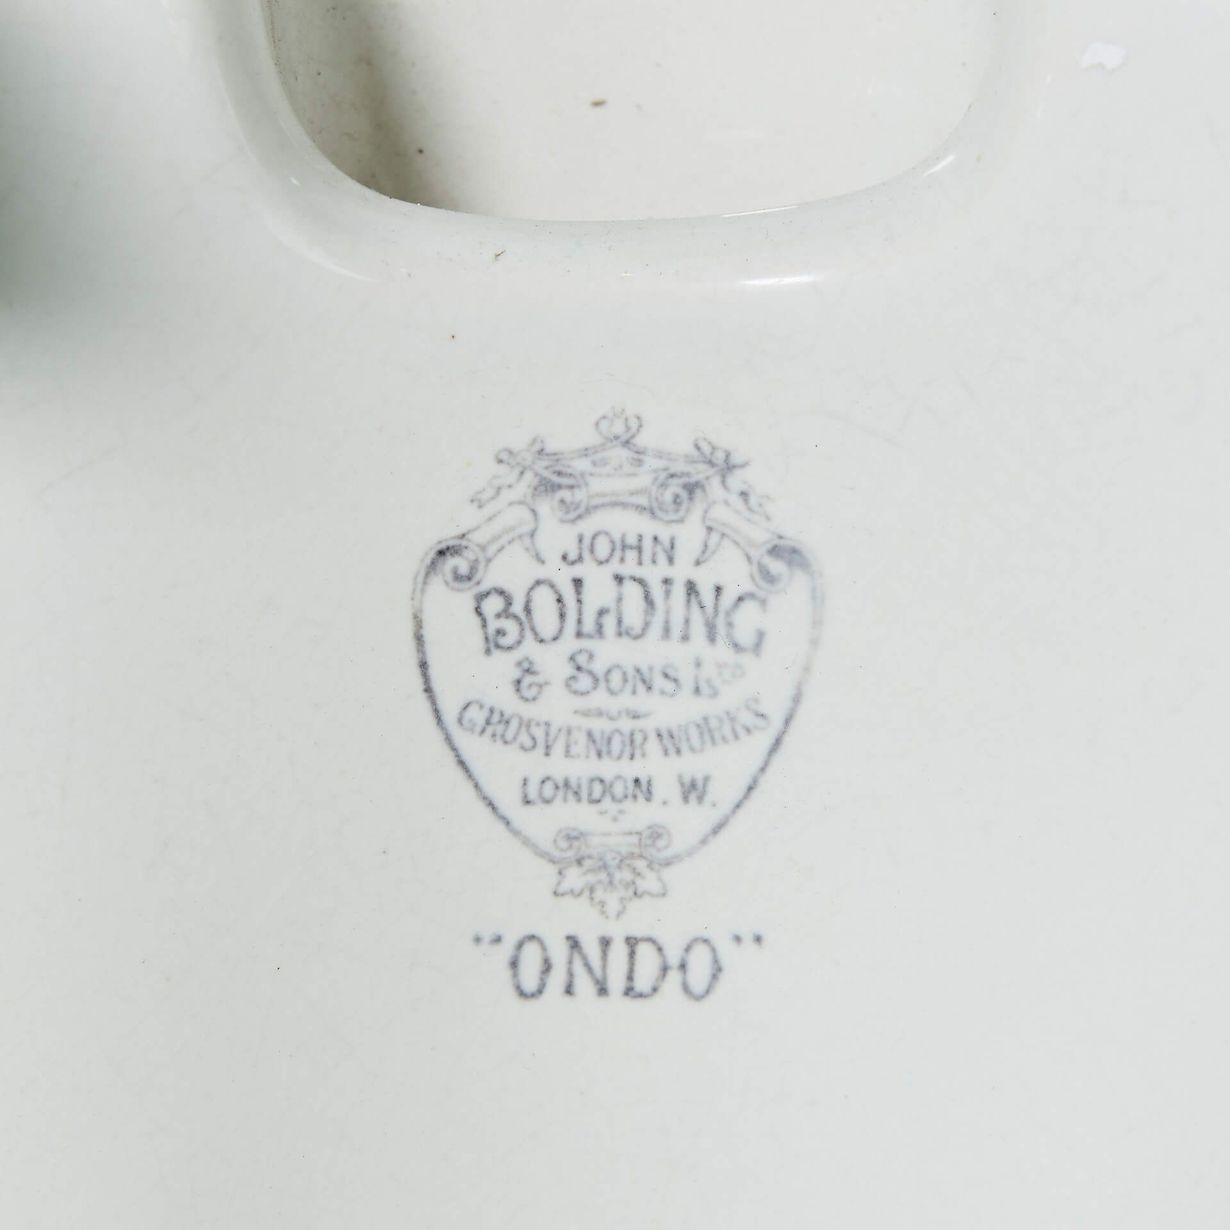 JOHN
BOLDING
& SONS LTD
GROSVENOR WORKS
LONDON. W.
"ONDO"